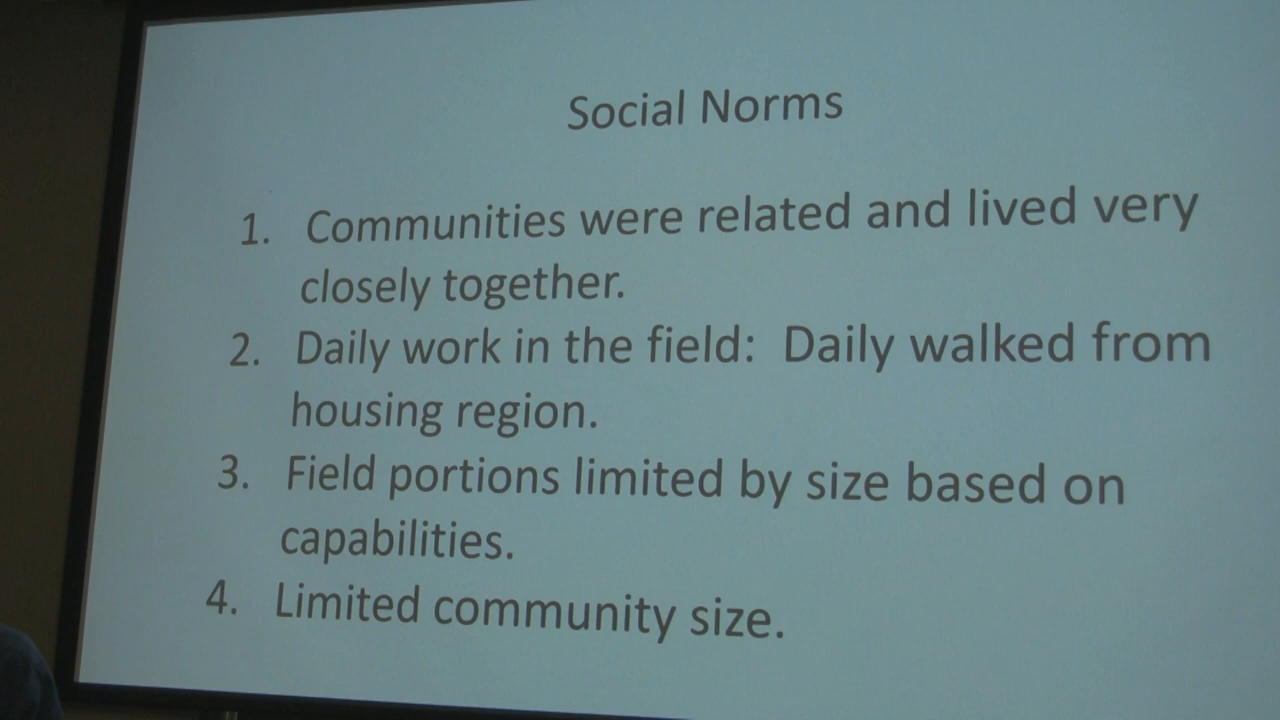 Social Norms
1. Communities were related and lived very
closely together.
2. Daily work in the field: Daily walked from
housing region.
3. Field portions limited by size based on
capabilities.
4. Limited community size.